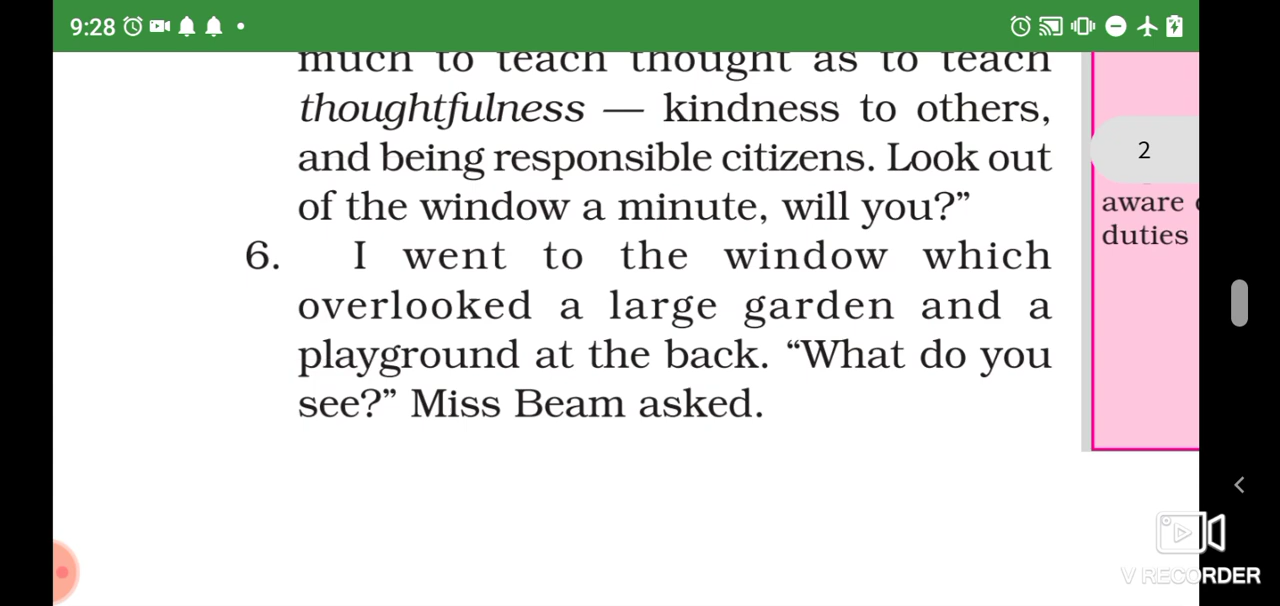 9:28
much to teach thought as to teach
thoughtfulness — kindness to others,
and being responsible citizens. Look out
of the window a minute, will you?”
6. I went to the window which
overlooked a large garden and a
playground at the back. “What do you
see?” Miss Beam asked.
2
aware
duties
V RECORDER